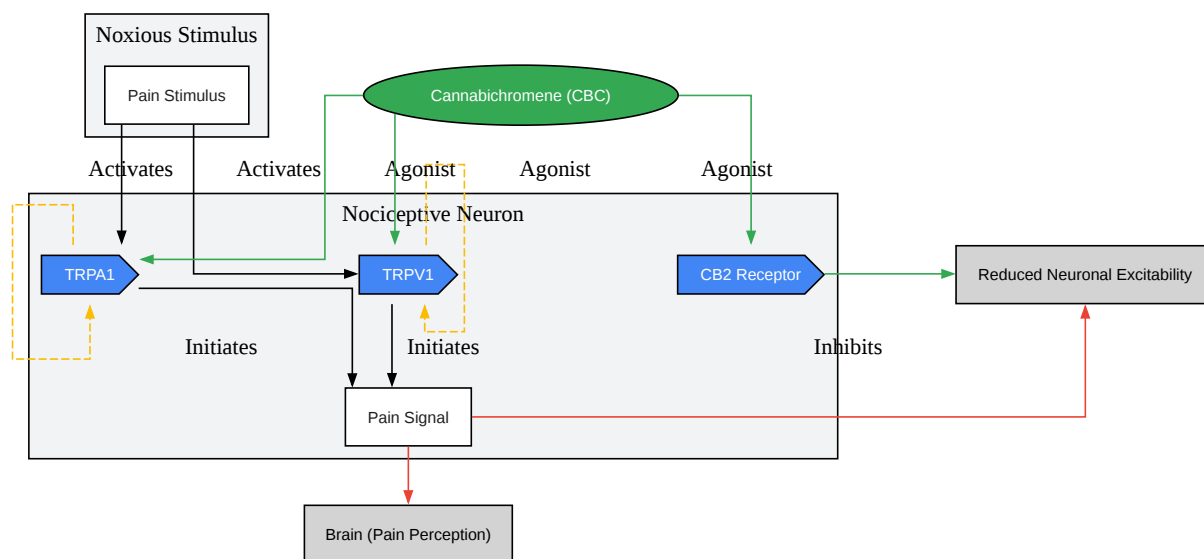 Noxious Stimulus
Pain Stimulus
Cannabichromene (CBC)
Activates
Activates
Agonist
Agonist
Agonist
Nociceptive Neuron
TRPA1
TRPV1
CB2 Receptor
Reduced Neuronal Excitability
Initiates
Initiates
Inhibits
Pain Signal
Brain (Pain Perception)